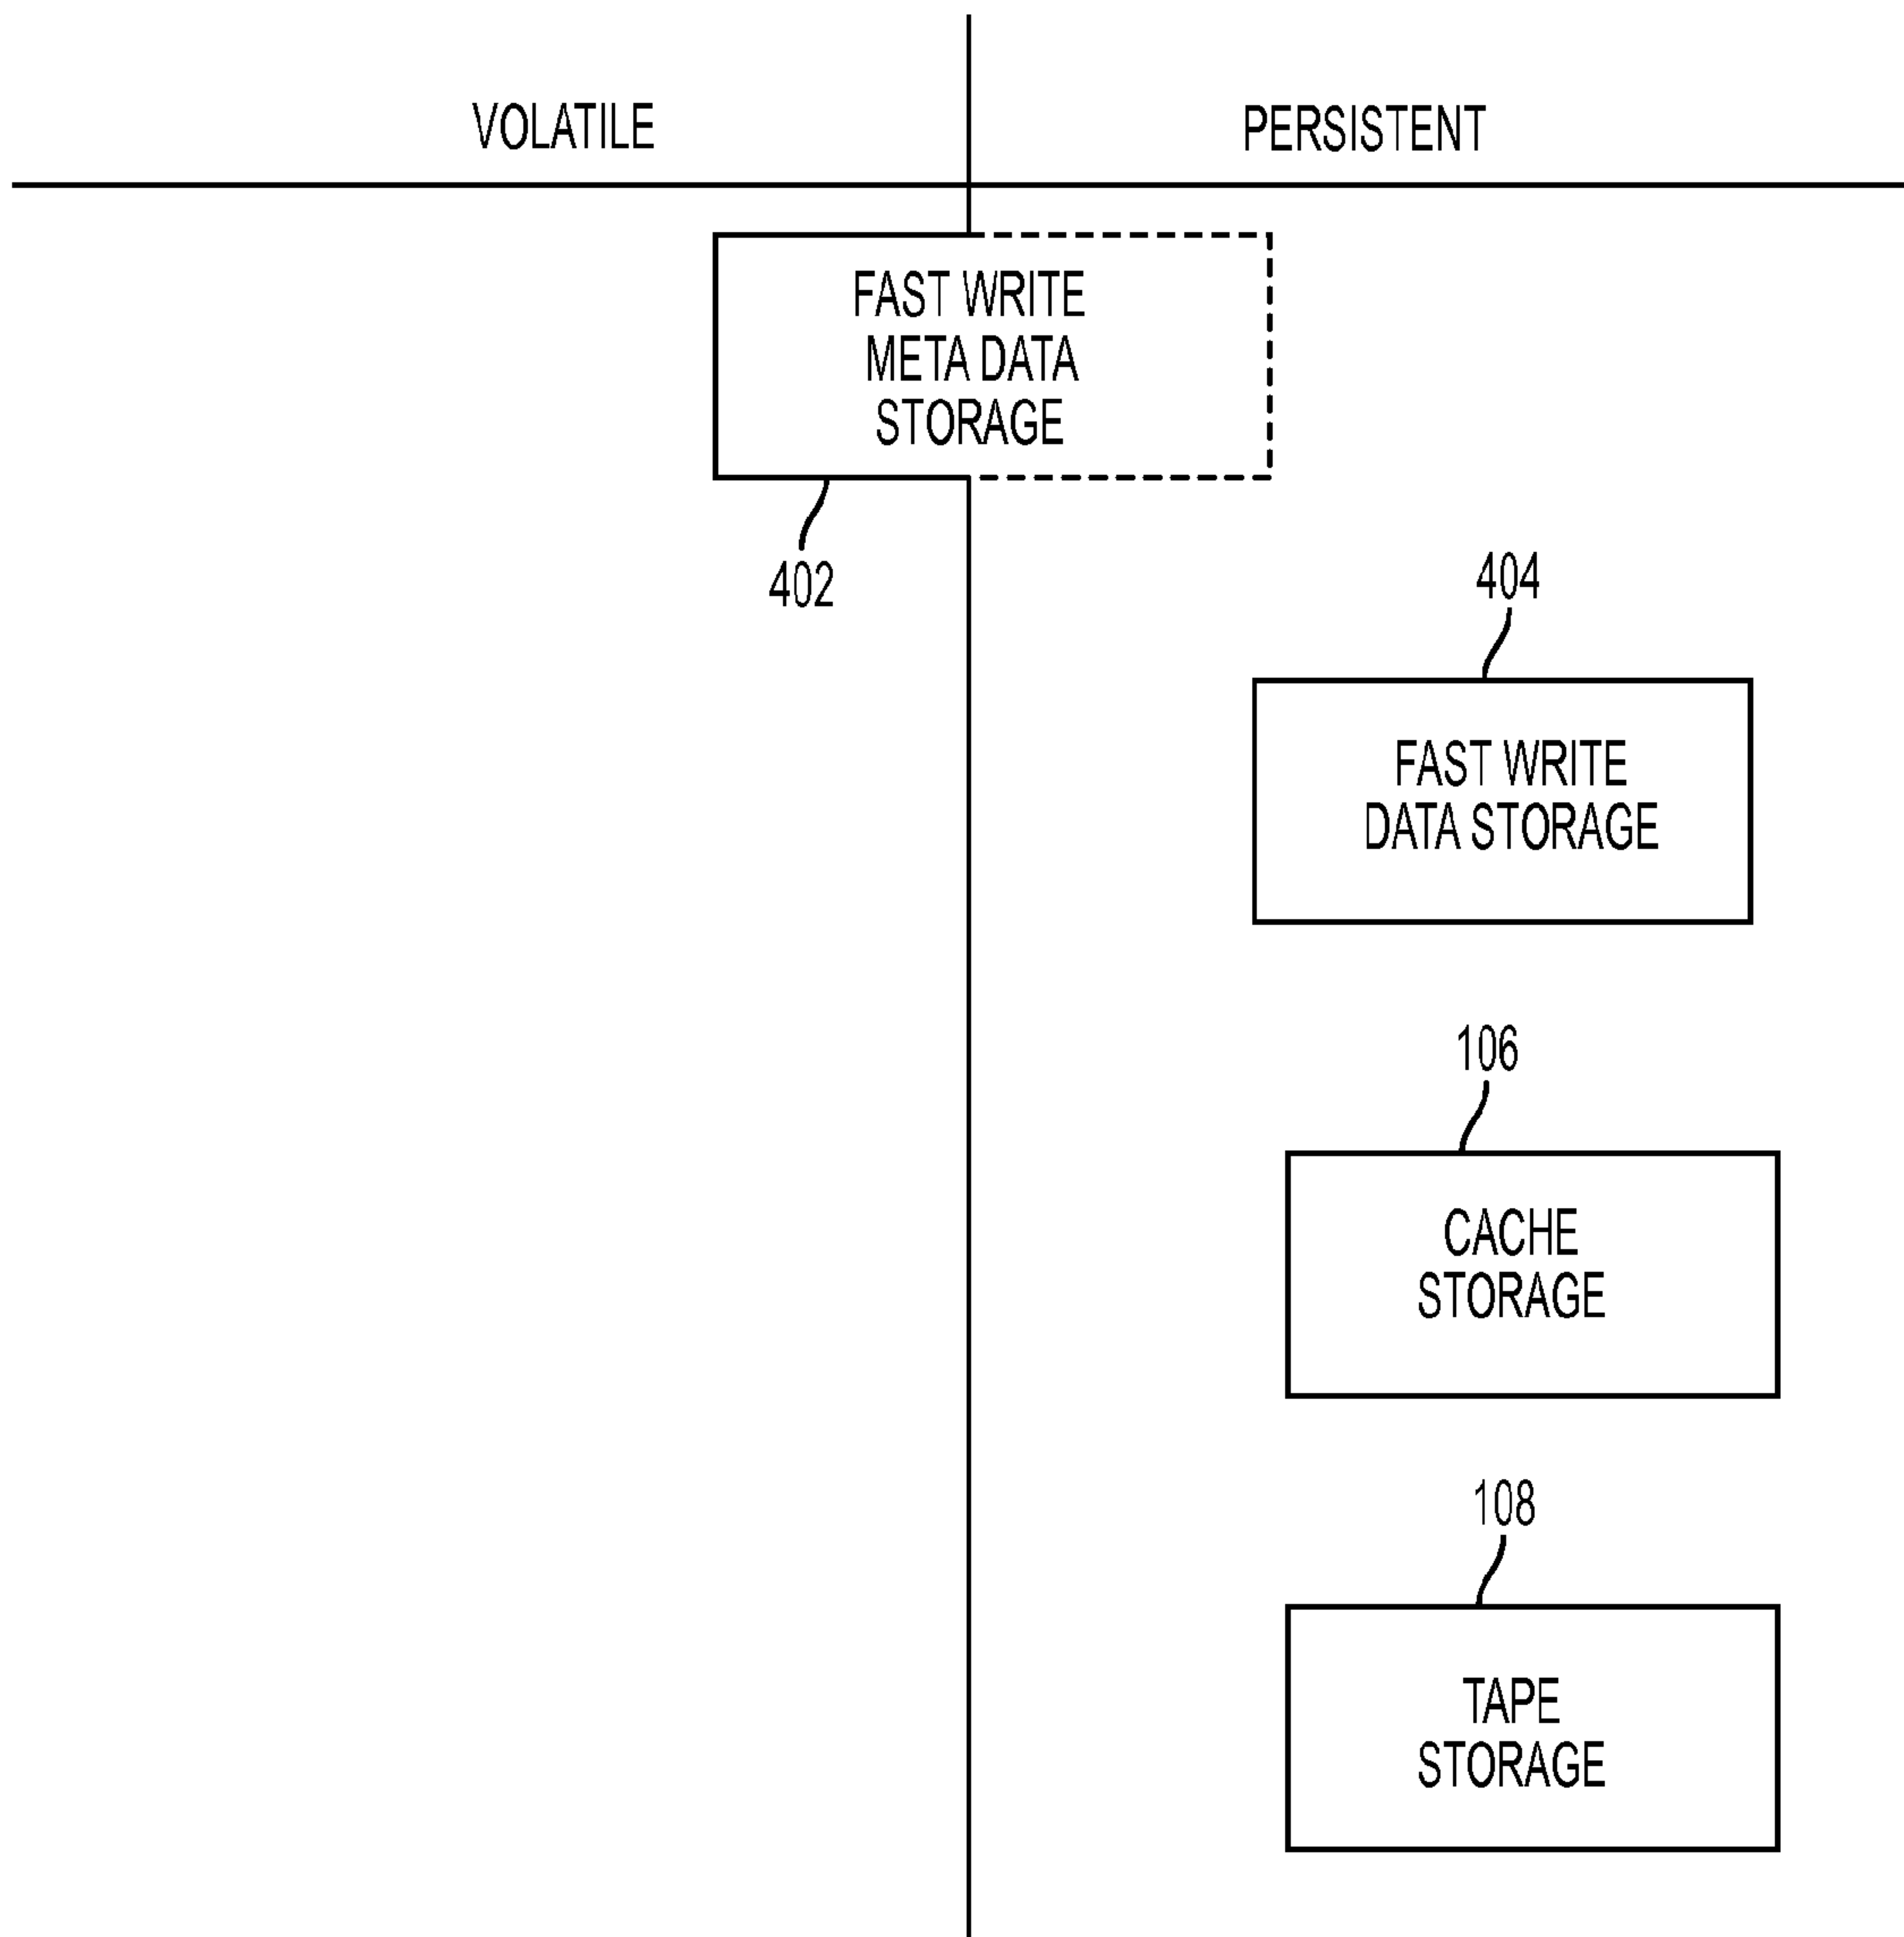 VOLATILE
PERSISTENT
FAST WRITE
META DATA
STORAGE
402
404
FAST WRITE
DATA STORAGE
106
CACHE
STORAGE
108
TAPE
STORAGE